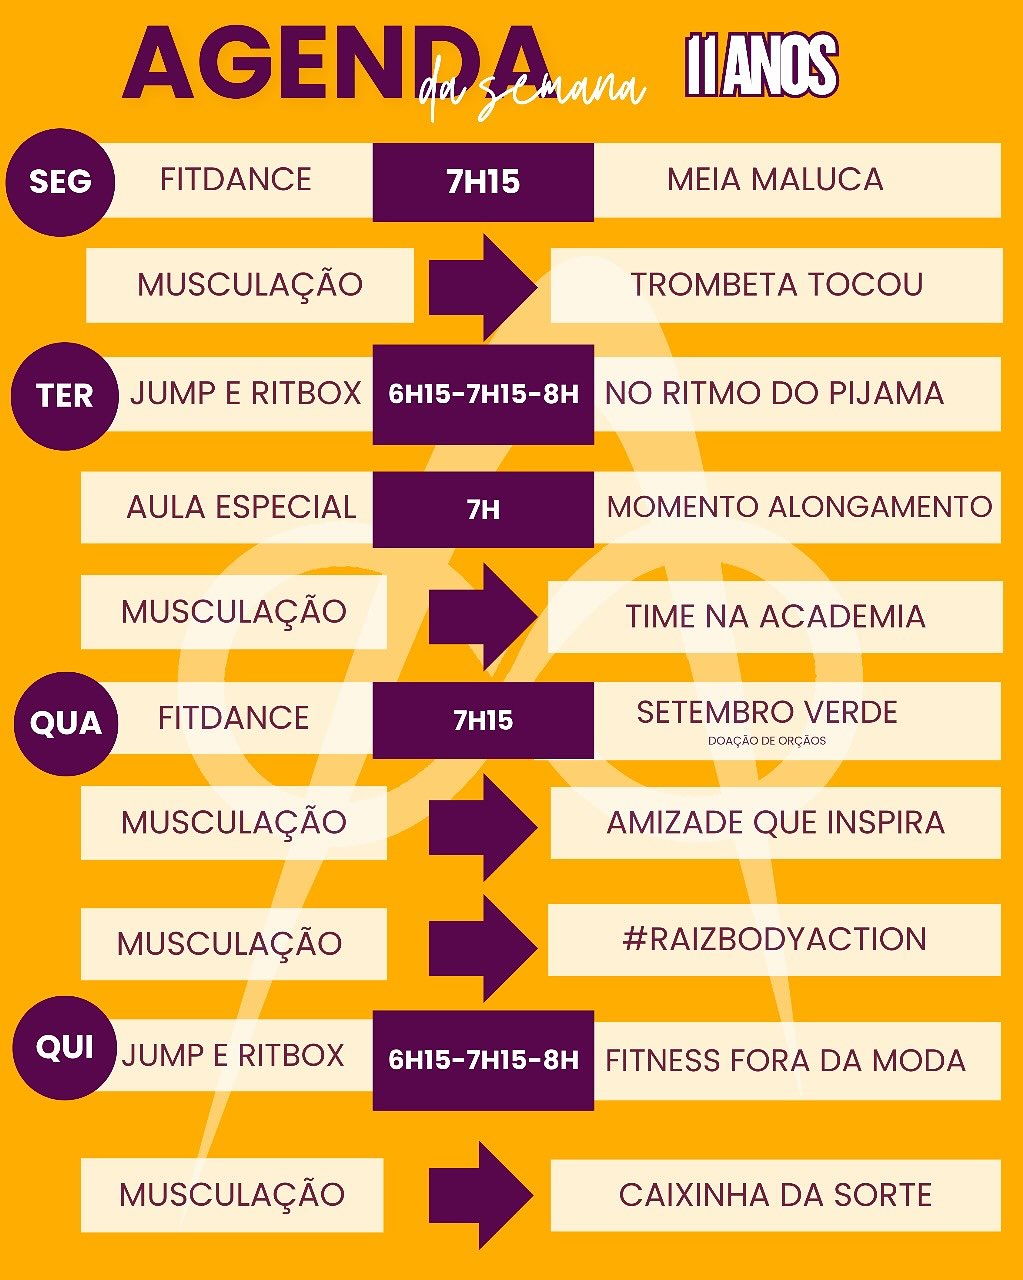 AGENDA
da semana
11 ANOS
SEG FITDANCE 7H15 MEIA MALUCA
MUSCULAÇÃO TROMBETA TOCOU
TER JUMP E RITBOX 6H15-7H15-8H NO RITMO DO PIJAMA
AULA ESPECIAL 7H MOMENTO ALONGAMENTO
MUSCULAÇÃO TIME NA ACADEMIA
QUA FITDANCE 7H15 SETEMBRO VERDE
DOAÇÃO DE ORÇÃOS
MUSCULAÇÃO AMIZADE QUE INSPIRA
MUSCULAÇÃO #RAIZBODYACTION
QUI JUMP E RITBOX 6H15-7H15-8H FITNESS FORA DA MODA
MUSCULAÇÃO CAIXINHA DA SORTE